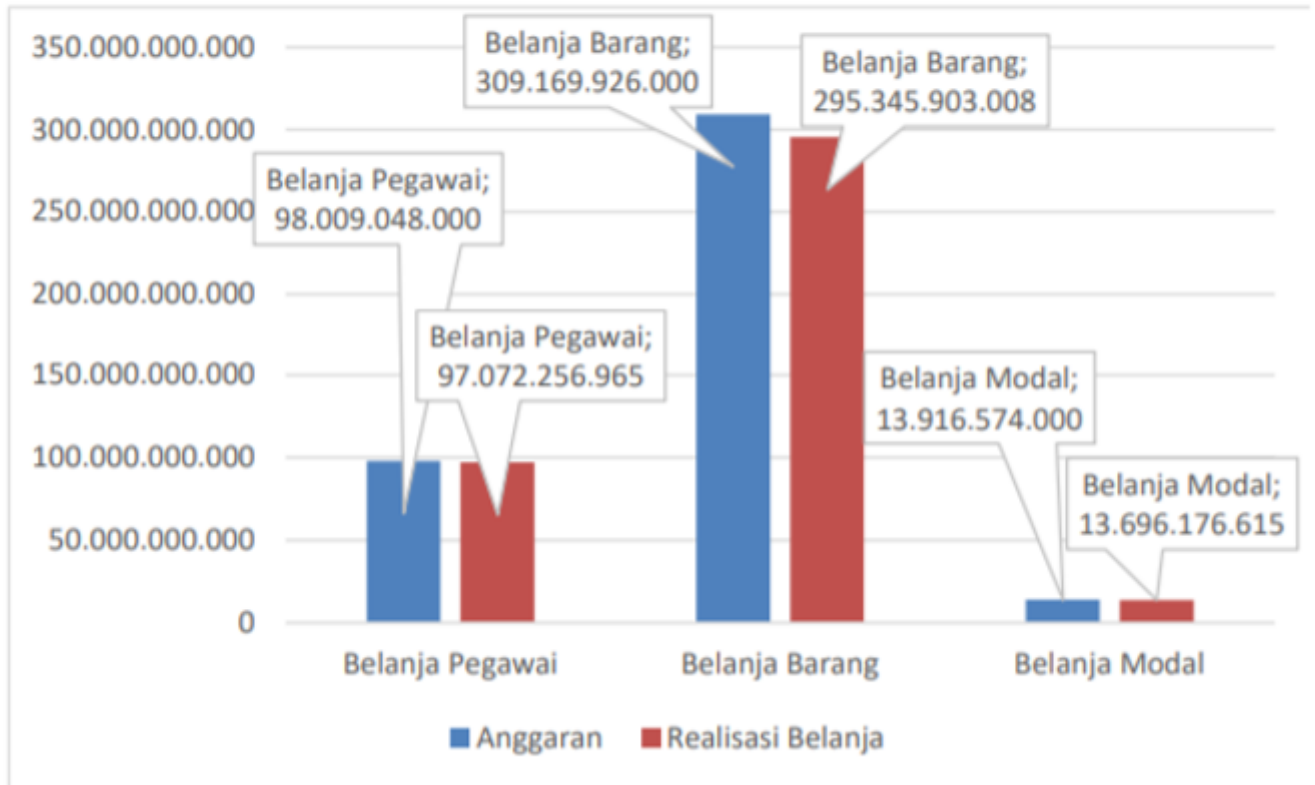 350.000.000.000
300.000.000.000
250.000.000.000
200.000.000.000
150.000.000.000
100.000.000.000
50.000.000.000
0
Belanja Pegawai;
98.009.048.000
Belanja Pegawai;
97.072.256.965
Belanja Barang;
309.169.926.000
Belanja Barang;
295.345.903.008
Belanja Modal;
13.916.574.000
Belanja Modal;
13.696.176.615
Belanja Pegawai
Belanja Barang
Belanja Modal
Anggaran
Realisasi Belanja